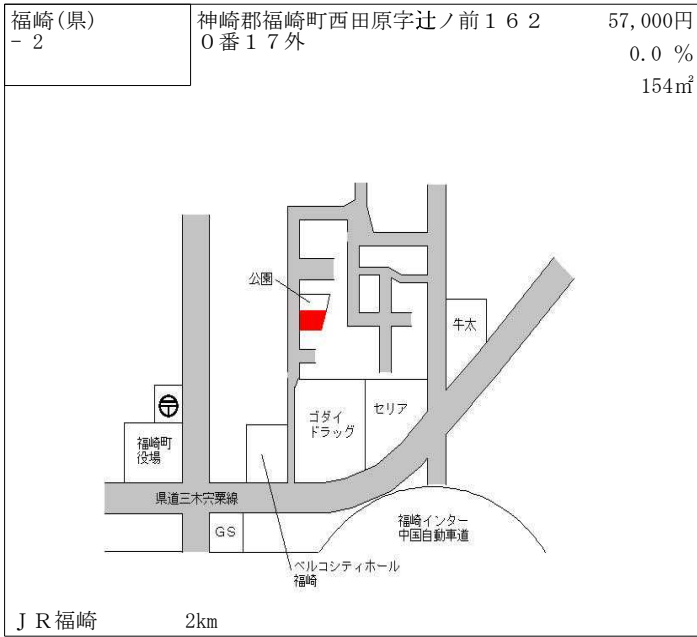 福崎(県)
- 2
神崎郡福崎町西田原字辻ノ前１６２
０番１７外
57,000円
0.0 %
154㎡
公園
牛太
セリア
ゴダイ
ドラッグ
福崎町
役場
県道三木宍粟線
GS
福崎インター
中国自動車道
ベルコシティホール
福崎
ＪＲ福崎
2km